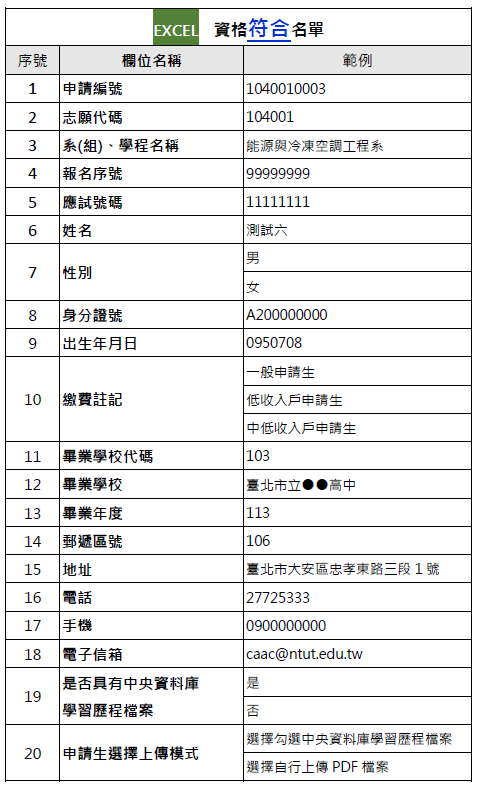 EXCEL 資格符合名單
序號 欄位名稱 範例
1 申請編號 1040010003
2 志願代碼 104001
3 系(組)、學程名稱 能源與冷凍空調工程系
4 報名序號 99999999
5 應試號碼 11111111
6 姓名 測試六
7 性別 男
女
8 身分證號 A200000000
9 出生年月日 0950708
10 繳費註記 一般申請生
低收入戶申請生
中低收入戶申請生
11 畢業學校代碼 103
12 畢業學校 臺北市立●●高中
13 畢業年度 113
14 郵遞區號 106
15 地址 臺北市大安區忠孝東路三段 1 號
16 電話 27725333
17 手機 0900000000
18 電子信箱 caac@ntut.edu.tw
19 是否具有中央資料庫 是
學習歷程檔案 否
20 申請生選擇上傳模式 選擇勾選中央資料庫學習歷程檔案
選擇自行上傳 PDF 檔案